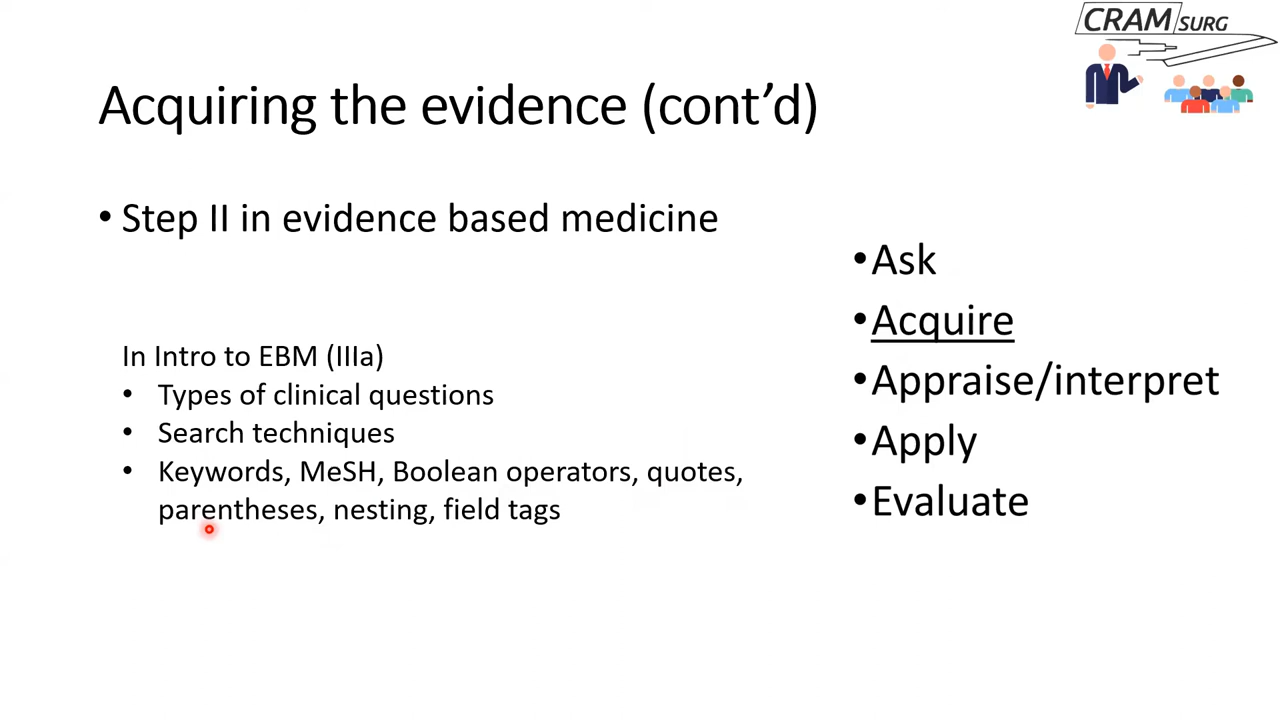 CRAM SURG
Acquiring the evidence (cont’d)
• Step II in evidence based medicine
In Intro to EBM (IIIa)
• Types of clinical questions
• Search techniques
• Keywords, MeSH, Boolean operators, quotes,
parentheses, nesting, field tags
• Ask
• Acquire
• Appraise/interpret
• Apply
• Evaluate